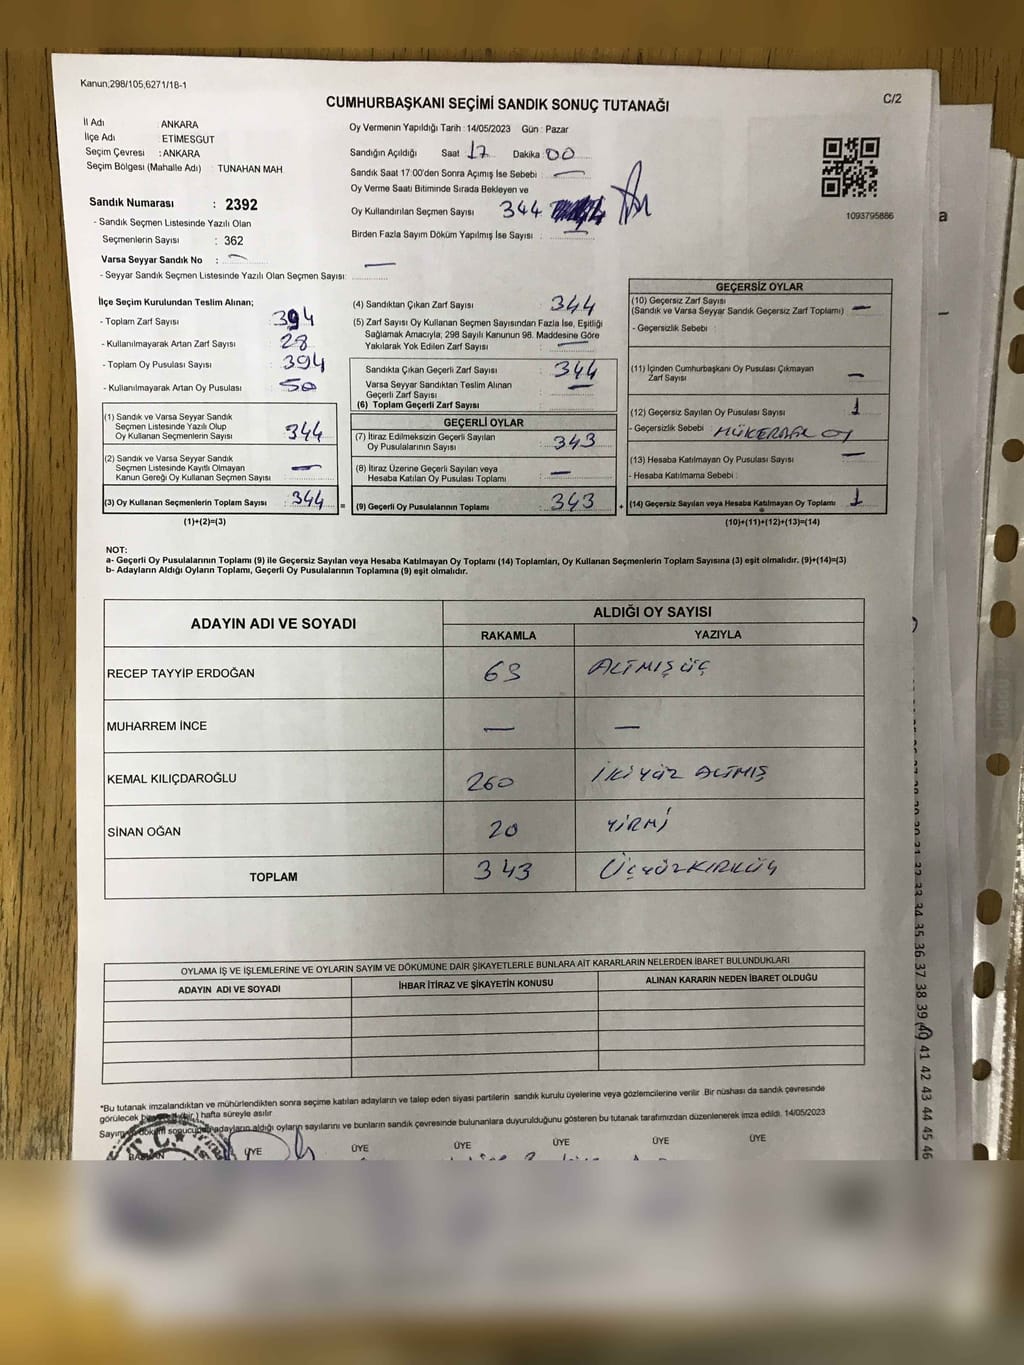 Kanun;298/105;6271/18-1
C/2
CUMHURBAŞKANI SEÇİMİ SANDIK SONUÇ TUTANAĞI
İl Adı : ANKARA
İlçe Adı : ETİMESGUT
Seçim Çevresi : ANKARA
Seçim Bölgesi (Mahalle Adı) : TUNAHAN MAH
Sandık Numarası : 2392
- Sandık Seçmen Listesinde Yazılı Olan
Seçmenlerin Sayısı : 362
Varsa Seyyar Sandık No : —
- Seyyar Sandık Seçmen Listesinde Yazılı Olan Seçmen Sayısı: —
Oy Vermenin Yapıldığı Tarih : 14/05/2023 Gün : Pazar
Sandığın Açıldığı Saat 17 Dakika 00
Sandık Saat 17:00'den Sonra Açımış İse Sebebi : —
Oy Verme Saati Bitiminde Sırada Bekleyen ve
Oy Kullandırılan Seçmen Sayısı 344
Birden Fazla Sayım Döküm Yapılmış İse Sayısı : —
1093795886
a
İlçe Seçim Kurulundan Teslim Alınan;
- Toplam Zarf Sayısı : 394
- Kullanılmayarak Artan Zarf Sayısı : 28
- Toplam Oy Pusulası Sayısı : 394
- Kullanılmayarak Artan Oy Pusulası : 50
(1) Sandık ve Varsa Seyyar Sandık
Seçmen Listesinde Yazılı Olup
Oy Kullanan Seçmenlerin Sayısı : 344
(2) Sandık ve Varsa Seyyar Sandık
Seçmen Listesinde Kayıtlı Olmayan
Kanun Gereği Oy Kullanan Seçmen Sayısı : —
(3) Oy Kullanan Seçmenlerin Toplam Sayısı : 344 =
(1)+(2)=(3)
(4) Sandıktan Çıkan Zarf Sayısı : 344
(5) Zarf Sayısı Oy Kullanan Seçmen Sayısından Fazla İse, Eşitliği
Sağlamak Amacıyla; 298 Sayılı Kanunun 98. Maddesine Göre
Yakılarak Yok Edilen Zarf Sayısı : —
Sandıkta Çıkan Geçerli Zarf Sayısı : 344
Varsa Seyyar Sandıktan Teslim Alınan
Geçerli Zarf Sayısı : —
(6) Toplam Geçerli Zarf Sayısı :
GEÇERLİ OYLAR
(7) İtiraz Edilmeksizin Geçerli Sayılan
Oy Pusulalarının Sayısı : 343
(8) İtiraz Üzerine Geçerli Sayılan veya
Hesaba Katılan Oy Pusulası Toplamı : —
(9) Geçerli Oy Pusulalarının Toplamı : 343 +
GEÇERSİZ OYLAR
(10) Geçersiz Zarf Sayısı
(Sandık ve Varsa Seyyar Sandık Geçersiz Zarf Toplamı) : —
- Geçersizlik Sebebi :
(11) İçinden Cumhurbaşkanı Oy Pusulası Çıkmayan
Zarf Sayısı : —
(12) Geçersiz Sayılan Oy Pusulası Sayısı : 1
- Geçersizlik Sebebi : MÜKERRER OY
(13) Hesaba Katılmayan Oy Pusulası Sayısı : —
- Hesaba Katılmama Sebebi :
(14) Geçersiz Sayılan veya Hesaba Katılmayan Oy Toplamı : 1
(10)+(11)+(12)+(13)=(14)
NOT:
a- Geçerli Oy Pusulalarının Toplamı (9) ile Geçersiz Sayılan veya Hesaba Katılmayan Oy Toplamı (14) Toplamları, Oy Kullanan Seçmenlerin Toplam Sayısına (3) eşit olmalıdır. (9)+(14)=(3)
b- Adayların Aldığı Oyların Toplamı, Geçerli Oy Pusulalarının Toplamına (9) eşit olmalıdır.
ADAYIN ADI VE SOYADI ALDIĞI OY SAYISI
RAKAMLA YAZIYLA
RECEP TAYYİP ERDOĞAN 63 ALTMIŞ ÜÇ
MUHARREM İNCE — —
KEMAL KILIÇDAROĞLU 260 İKİYÜZ ALTMIŞ
SİNAN OĞAN 20 YİRMİ
TOPLAM 343 ÜÇYÜZKIRKÜÇ
OYLAMA İŞ VE İŞLEMLERİNE VE OYLARIN SAYIM VE DÖKÜMÜNE DAİR ŞİKAYETLERLE BUNLARA AİT KARARLARIN NELERDEN İBARET BULUNDUKLARI
ADAYIN ADI VE SOYADI İHBAR İTİRAZ VE ŞİKAYETİN KONUSU ALINAN KARARIN NEDEN İBARET OLDUĞU
*Bu tutanak imzalandıktan ve mühürlendikten sonra seçime katılan adayların ve talep eden siyasi partilerin sandık kurulu üyelerine veya gözlemcilerine verilir Bir nüshası da sandık çevresinde
görülecek hafta süreyle asılır
adayların aldığı oyların sayılarını ve bunların sandık çevresinde bulunanlara duyurulduğunu gösteren bu tutanak tarafımızdan düzenlenerek imza edildi. 14/05/2023
T.C.
ÜYE ÜYE ÜYE ÜYE ÜYE ÜYE
32 33 34 35 36 37 38 39 40 41 42 43 44 45 46